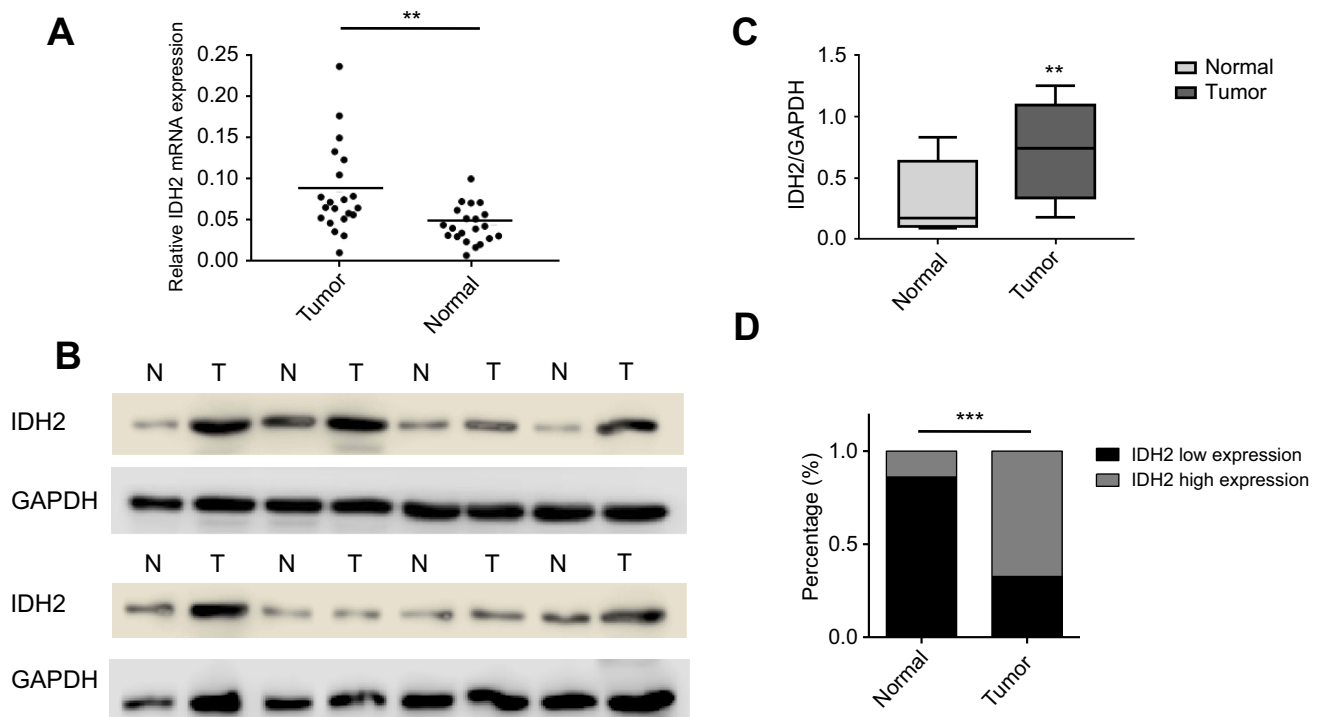 A
Relative IDH2 mRNA expression
**
0.25
0.20
0.15
0.10
0.05
0.00
Tumor
Normal
B
N T N T N T N T
IDH2
GAPDH
N T N T N T N T
IDH2
GAPDH
C
IDH2/GAPDH
1.5
1.0
0.5
0.0
**
Normal
Tumor
Normal
Tumor
D
Percentage (%)
1.0
0.5
0.0
***
IDH2 low expression
IDH2 high expression
Normal
Tumor